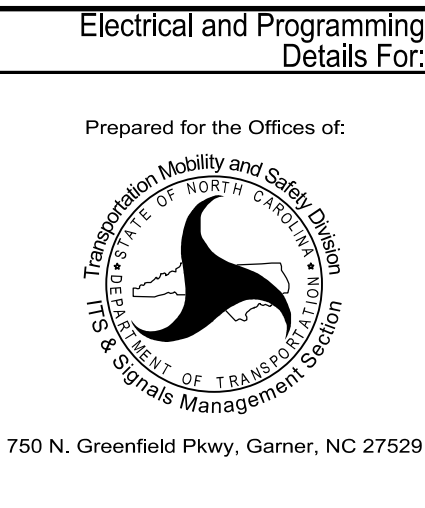 Electrical and Programming
Details For:
Prepared for the Offices of:
Transportation Mobility and Safety Division
STATE OF NORTH CAROLINA
DEPARTMENT OF TRANSPORTATION
ITS & Signals Management Section
750 N. Greenfield Pkwy, Garner, NC 27529